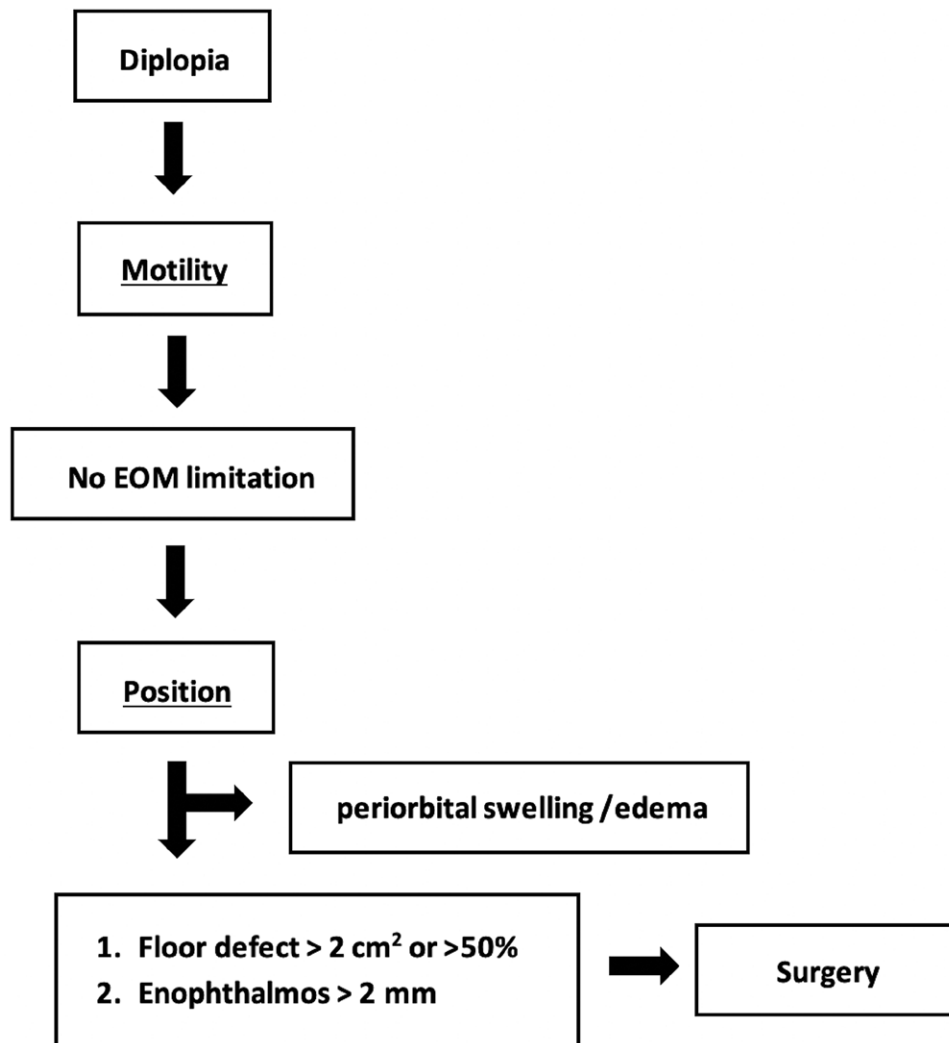 Diplopia
Motility
No EOM limitation
Position
periorbital swelling /edema
1. Floor defect > 2 cm² or >50%
2. Enophthalmos > 2 mm
Surgery